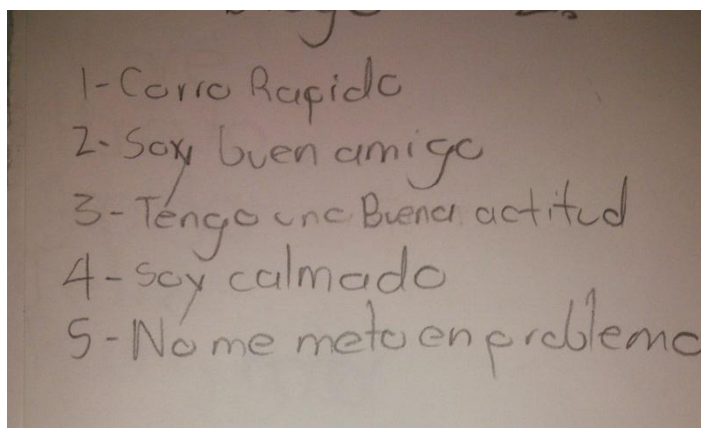 1-Corro Rapido
2-Soy buen amigo
3-Tengo una Buena actitud
4-Soy calmado
5-No me meto en problema